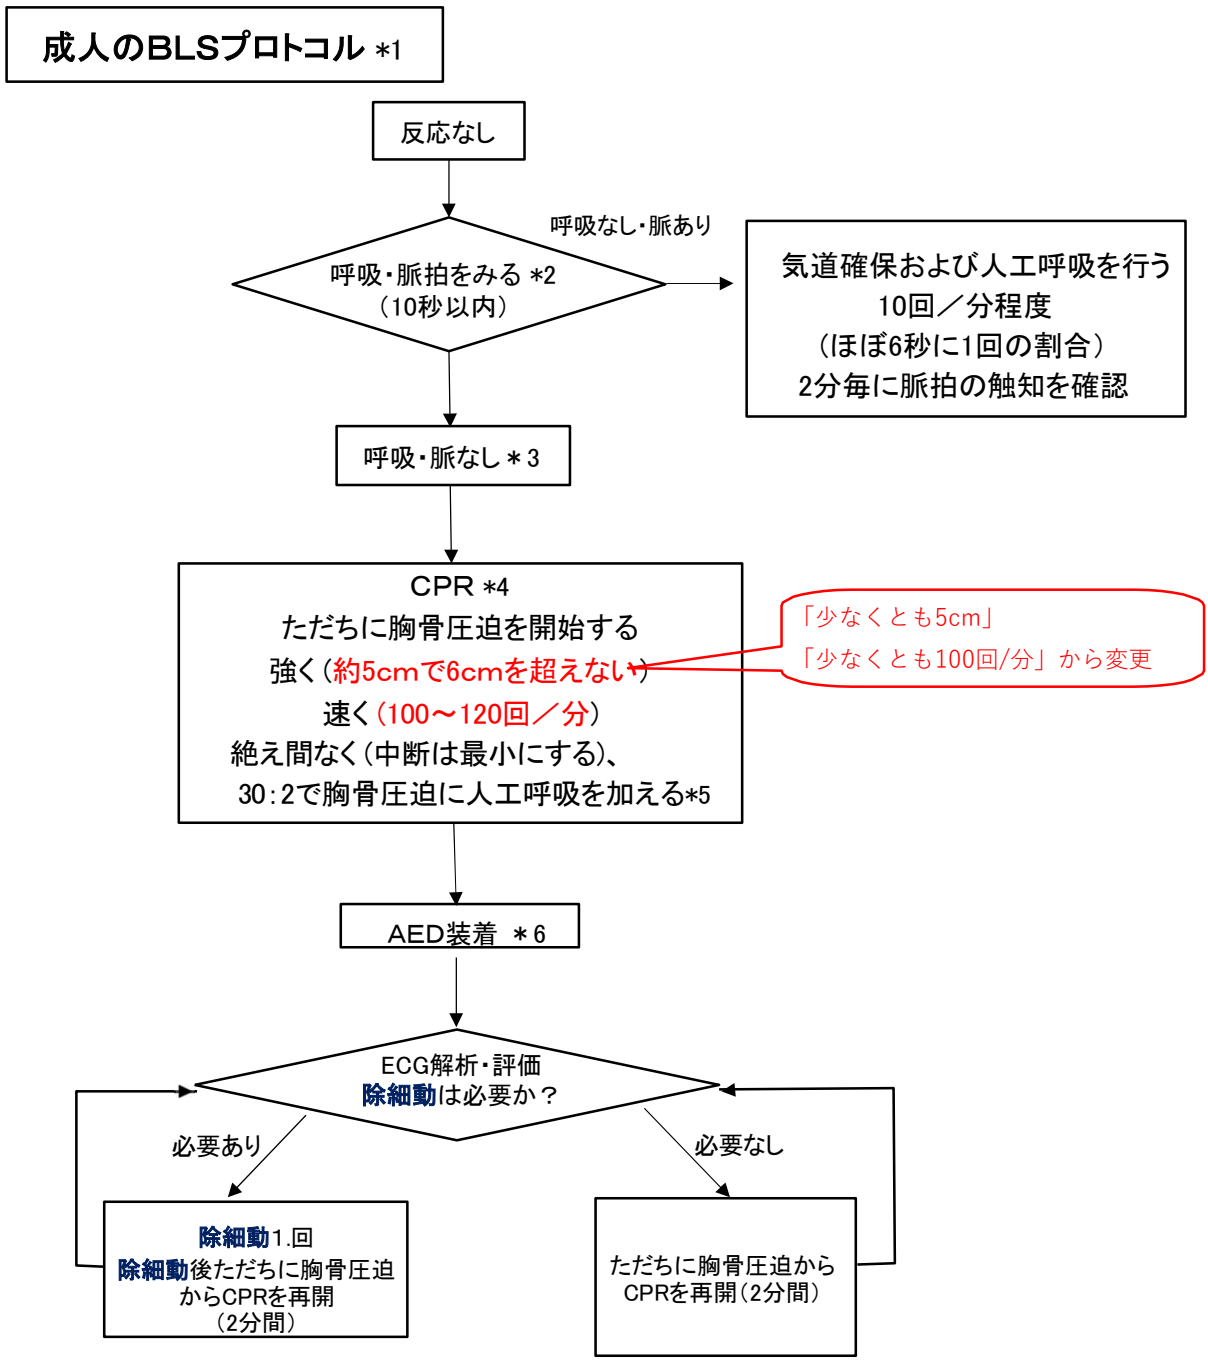 成人のBLSプロトコル *1
反応なし
呼吸なし・脈あり
呼吸・脈拍をみる *2
(10秒以内)
気道確保および人工呼吸を行う
10回／分程度
(ほぼ6秒に1回の割合)
2分毎に脈拍の触知を確認
呼吸・脈なし＊3
CPR *4
ただちに胸骨圧迫を開始する
強く(約5cmで6cmを超えない)
速く(100～120回／分)
絶え間なく(中断は最小にする)、
30：2で胸骨圧迫に人工呼吸を加える*5
「少なくとも5cm」
「少なくとも100回/分」から変更
AED装着 ＊6
ECG解析・評価
除細動は必要か？
必要あり
必要なし
除細動1.回
除細動後ただちに胸骨圧迫
からCPRを再開
(2分間)
ただちに胸骨圧迫から
CPRを再開(2分間)